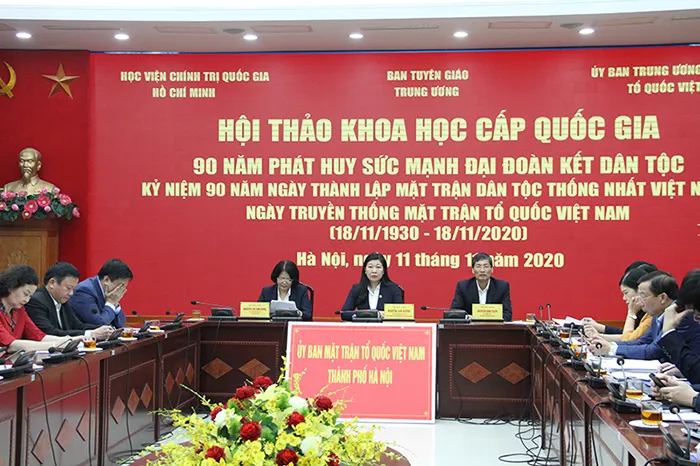 HỌC VIỆN CHÍNH TRỊ QUỐC GIA
HỒ CHÍ MINH
BAN TUYÊN GIÁO
TRUNG ƯƠNG
ỦY BAN TRUNG ƯƠNG
TỔ QUỐC VIỆT
HỘI THẢO KHOA HỌC CẤP QUỐC GIA
90 NĂM PHÁT HUY SỨC MẠNH ĐẠI ĐOÀN KẾT DÂN TỘC
KỶ NIỆM 90 NĂM NGÀY THÀNH LẬP MẶT TRẬN DÂN TỘC THỐNG NHẤT VIỆT N
NGÀY TRUYỀN THỐNG MẶT TRẬN TỔ QUỐC VIỆT NAM
(18/11/1930 - 18/11/2020)
Hà Nội, ngày 11 tháng 1 năm 2020
ỦY BAN MẶT TRẬN TỔ QUỐC VIỆT NAM
THÀNH PHỐ HÀ NỘI